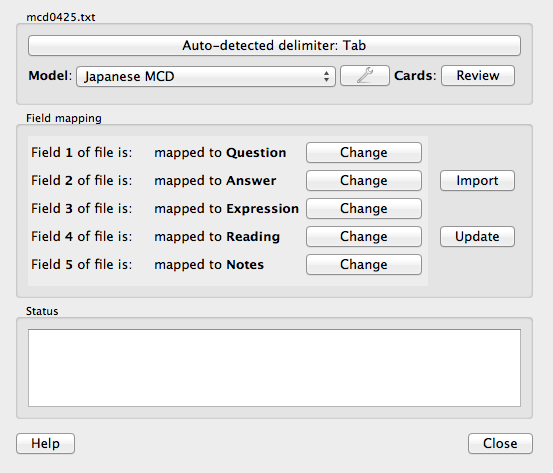 mcd0425.txt
Auto-detected delimiter: Tab
Model: Japanese MCD Cards: Review
Field mapping
Field 1 of file is: mapped to Question Change
Field 2 of file is: mapped to Answer Change Import
Field 3 of file is: mapped to Expression Change
Field 4 of file is: mapped to Reading Change Update
Field 5 of file is: mapped to Notes Change
Status
Help Close